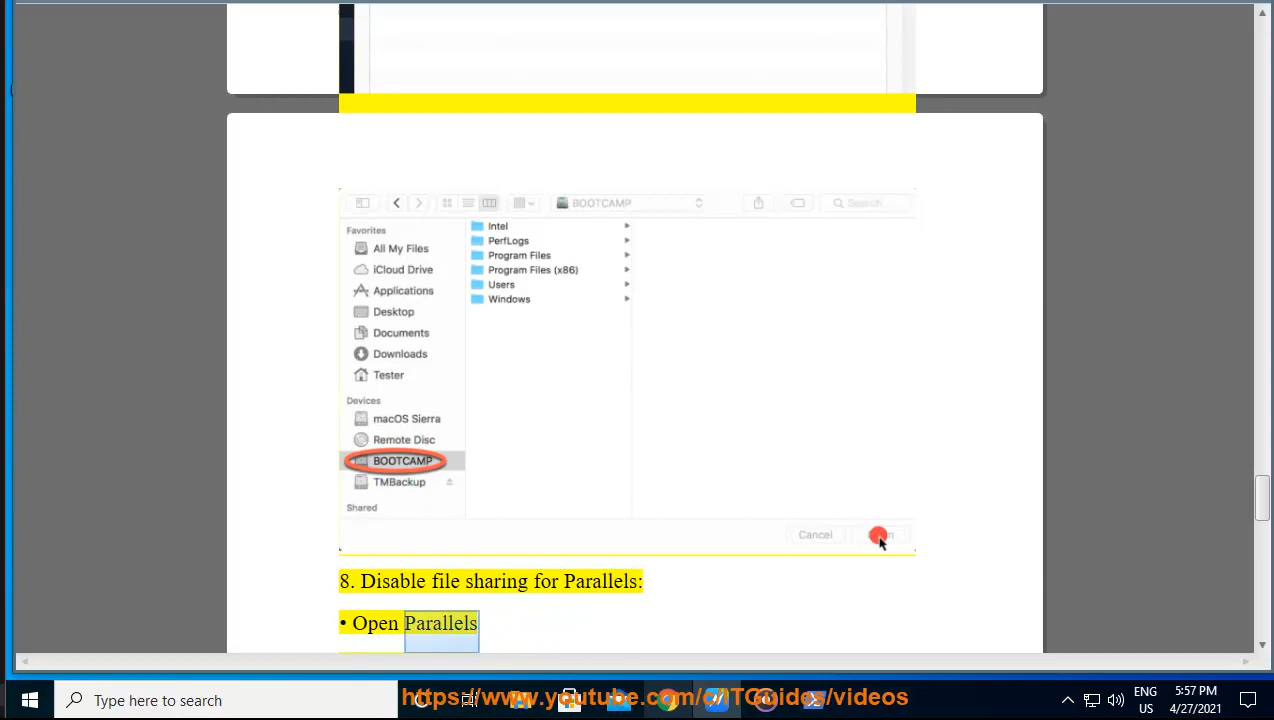 BOOTCAMP
Search
Favorites
All My Files
iCloud Drive
Applications
Desktop
Documents
Downloads
Tester
Devices
macOS Sierra
Remote Disc
BOOTCAMP
TMBackup
Shared
Intel
PerfLogs
Program Files
Program Files (x86)
Users
Windows
Cancel
8. Disable file sharing for Parallels:
• Open Parallels
Type here to search
https://www.youtube.com/c/ITGuides/videos
ENG
US
5:57 PM
4/27/2021